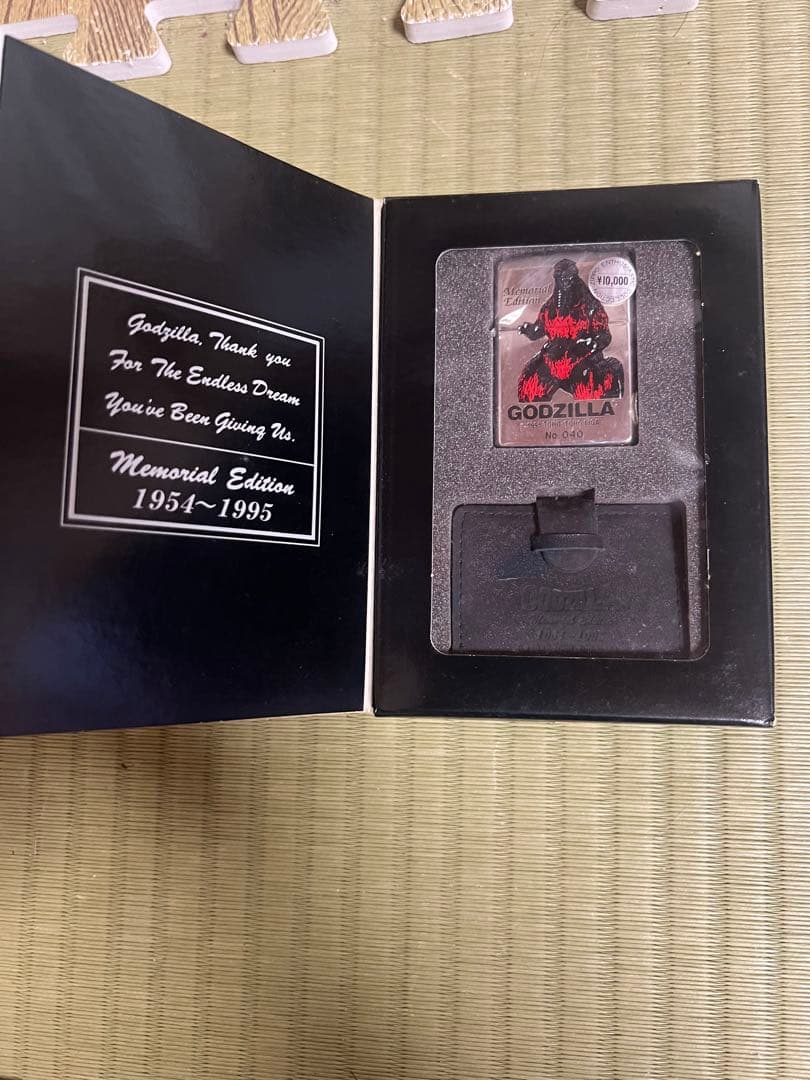 Godzilla, Thank you
For The Endless Dream
You've Been Giving Us.
Memorial Edition
1954~1995
Memorial
Edition
¥10,000
GODZILLA
No. 040